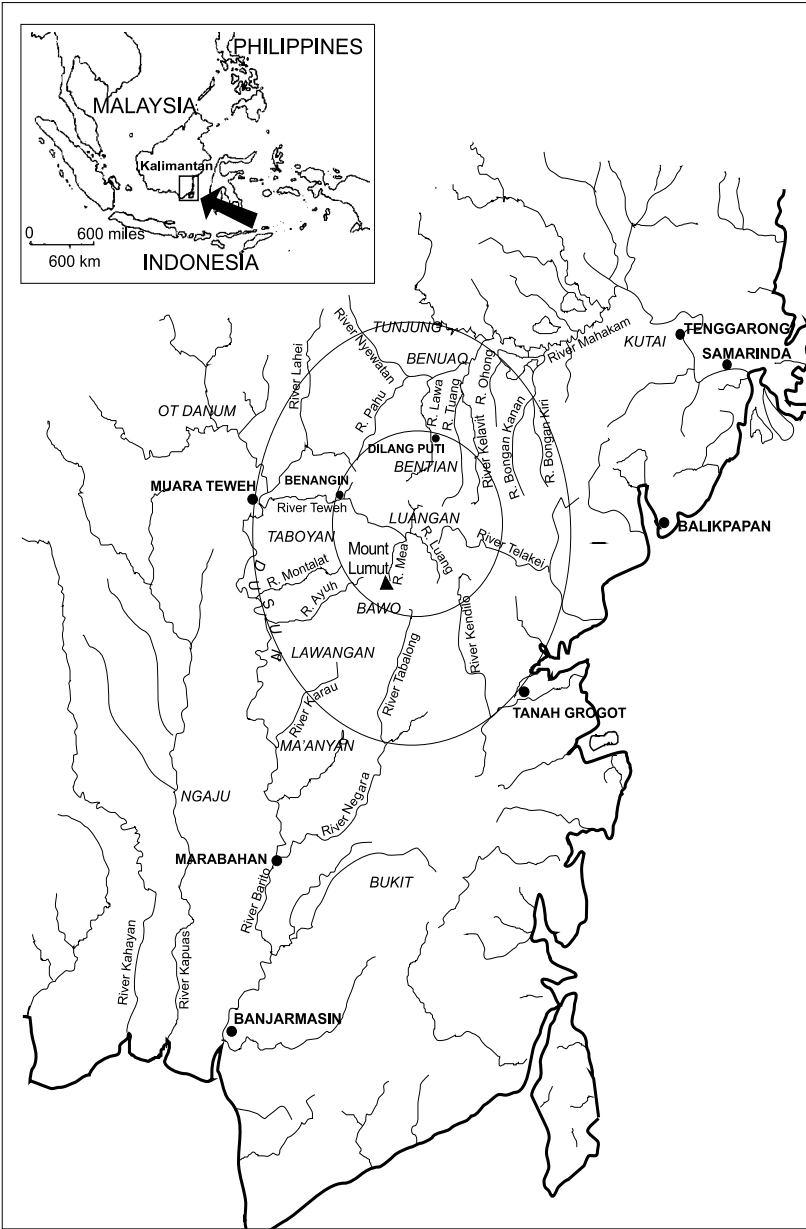 PHILIPPINES
MALAYSIA
Kalimantan
0 600 miles
600 km
INDONESIA
TUNJUNG
River Nyewatan
River Lahei
BENUAQ
R. Ohong
River Mahakam
KUTAI
TENGGARONG
SAMARINDA
OT DANUM
R. Pahu
R. Lawa
R. Tuang
River Kelavit
R. Bongan Kanan
R. Bongan Kiri
DILANG PUTI
BENTIAN
MUARA TEWEH
BENANGIN
River Teweh
LUANGAN
BALIKPAPAN
TABOYAN
Mount
Lumut
R. Mea
R. Luang
River Telakei
DUSUN
R. Montalat
R. Ayuh
BAWO
River Kendilo
LAWANGAN
River Tabalong
River Karau
TANAH GROGOT
MA'ANYAN
NGAJU
River Negara
MARABAHAN
BUKIT
River Barito
River Kahayan
River Kapuas
BANJARMASIN